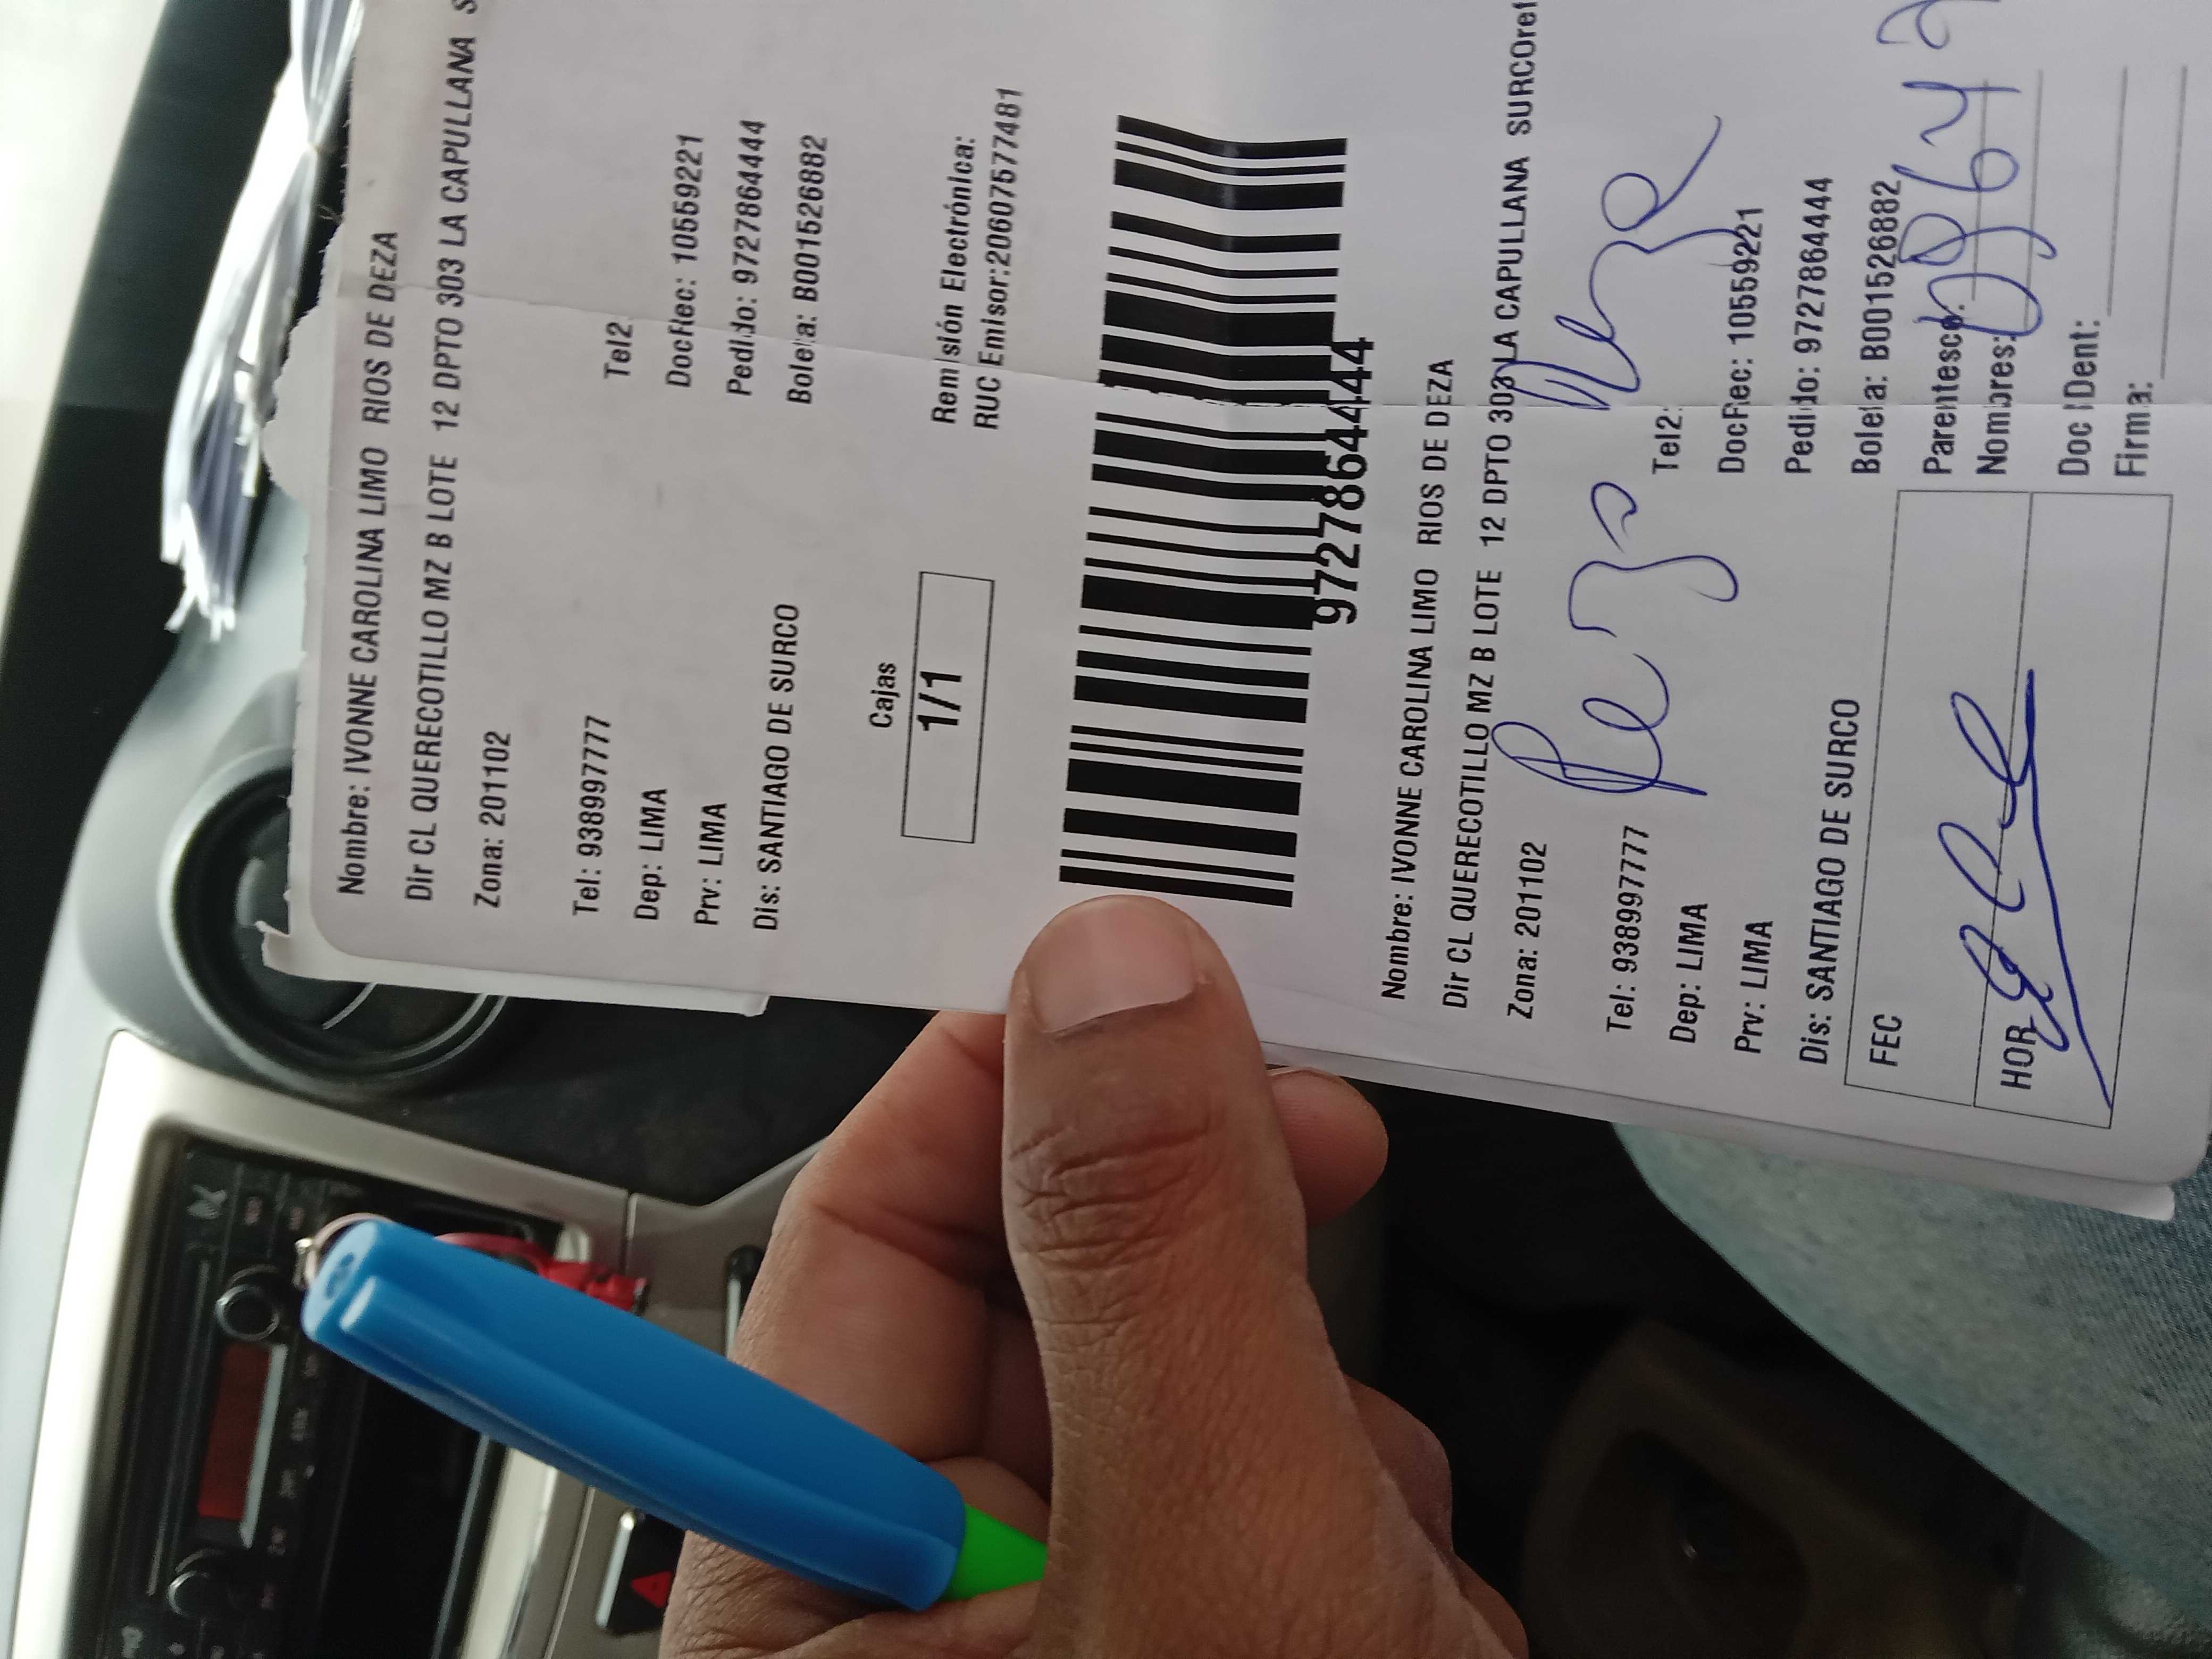 Nombre: IVONNE CAROLINA LIMO RIOS DE DEZA
Dir CL QUERECOTILLO MZ B LOTE 12 DPTO 303 LA CAPULLANA S
Zona: 201102
Tel: 938997777 Tel2:
Dep: LIMA DocRec: 10559221
Prv: LIMA Pedido: 9727864444
Dis: SANTIAGO DE SURCO Boleta: B001526882
Cajas
1/1
Remisión Electrónica:
RUC Emisor:20607577481
9727864444
Nombre: IVONNE CAROLINA LIMO RIOS DE DEZA
Dir CL QUERECOTILLO MZ B LOTE 12 DPTO 303 LA CAPULLANA SURCOref
Zona: 201102
Tel: 938997777 Tel2:
Dep: LIMA DocRec: 10559221
Prv: LIMA Pedido: 9727864444
Dis: SANTIAGO DE SURCO Boleta: B001526882
FEC Parentesco:
Nombres:
HOR Doc IDent:
Firma: